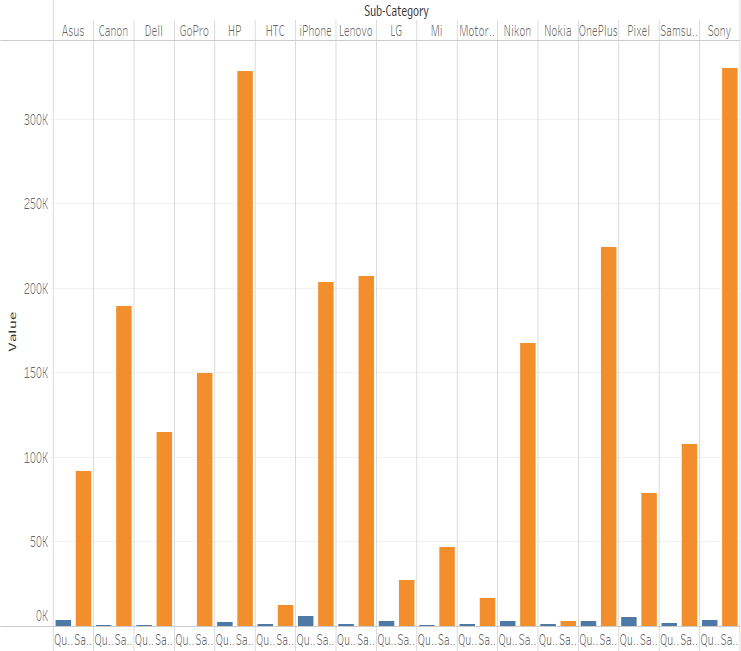 Sub-Category
Asus Canon Dell GoPro HP HTC iPhone Lenovo LG Mi Motor.. Nikon Nokia OnePlus Pixel Samsu.. Sony
300K
250K
200K
150K
100K
50K
0K
Value
Qu.. Sa.. Qu.. Sa.. Qu.. Sa.. Qu.. Sa.. Qu.. Sa.. Qu.. Sa.. Qu.. Sa.. Qu.. Sa.. Qu.. Sa.. Qu.. Sa.. Qu.. Sa.. Qu.. Sa.. Qu.. Sa.. Qu.. Sa.. Qu.. Sa.. Qu.. Sa.. Qu.. Sa..